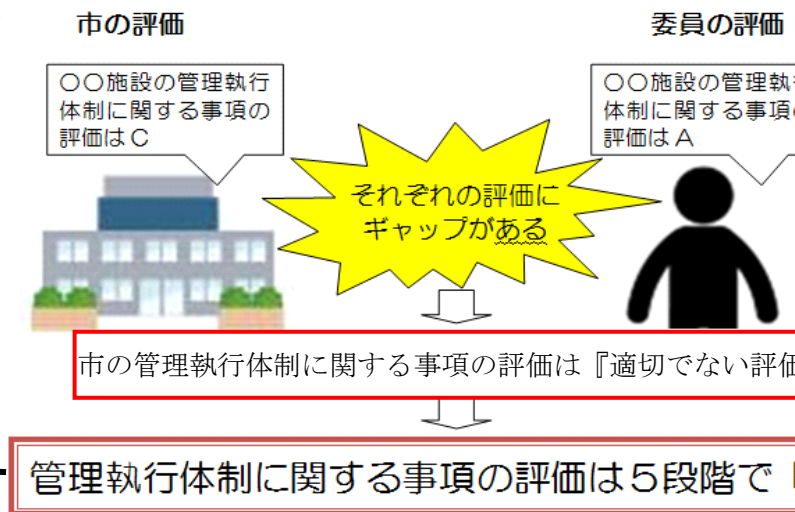 市の評価
委員の評価
〇〇施設の管理執行
体制に関する事項の
評価はC
〇〇施設の管理執
体制に関する事項
評価はA
それぞれの評価に
ギャップがある
市の管理執行体制に関する事項の評価は『適切でない評
管理執行体制に関する事項の評価は５段階で「